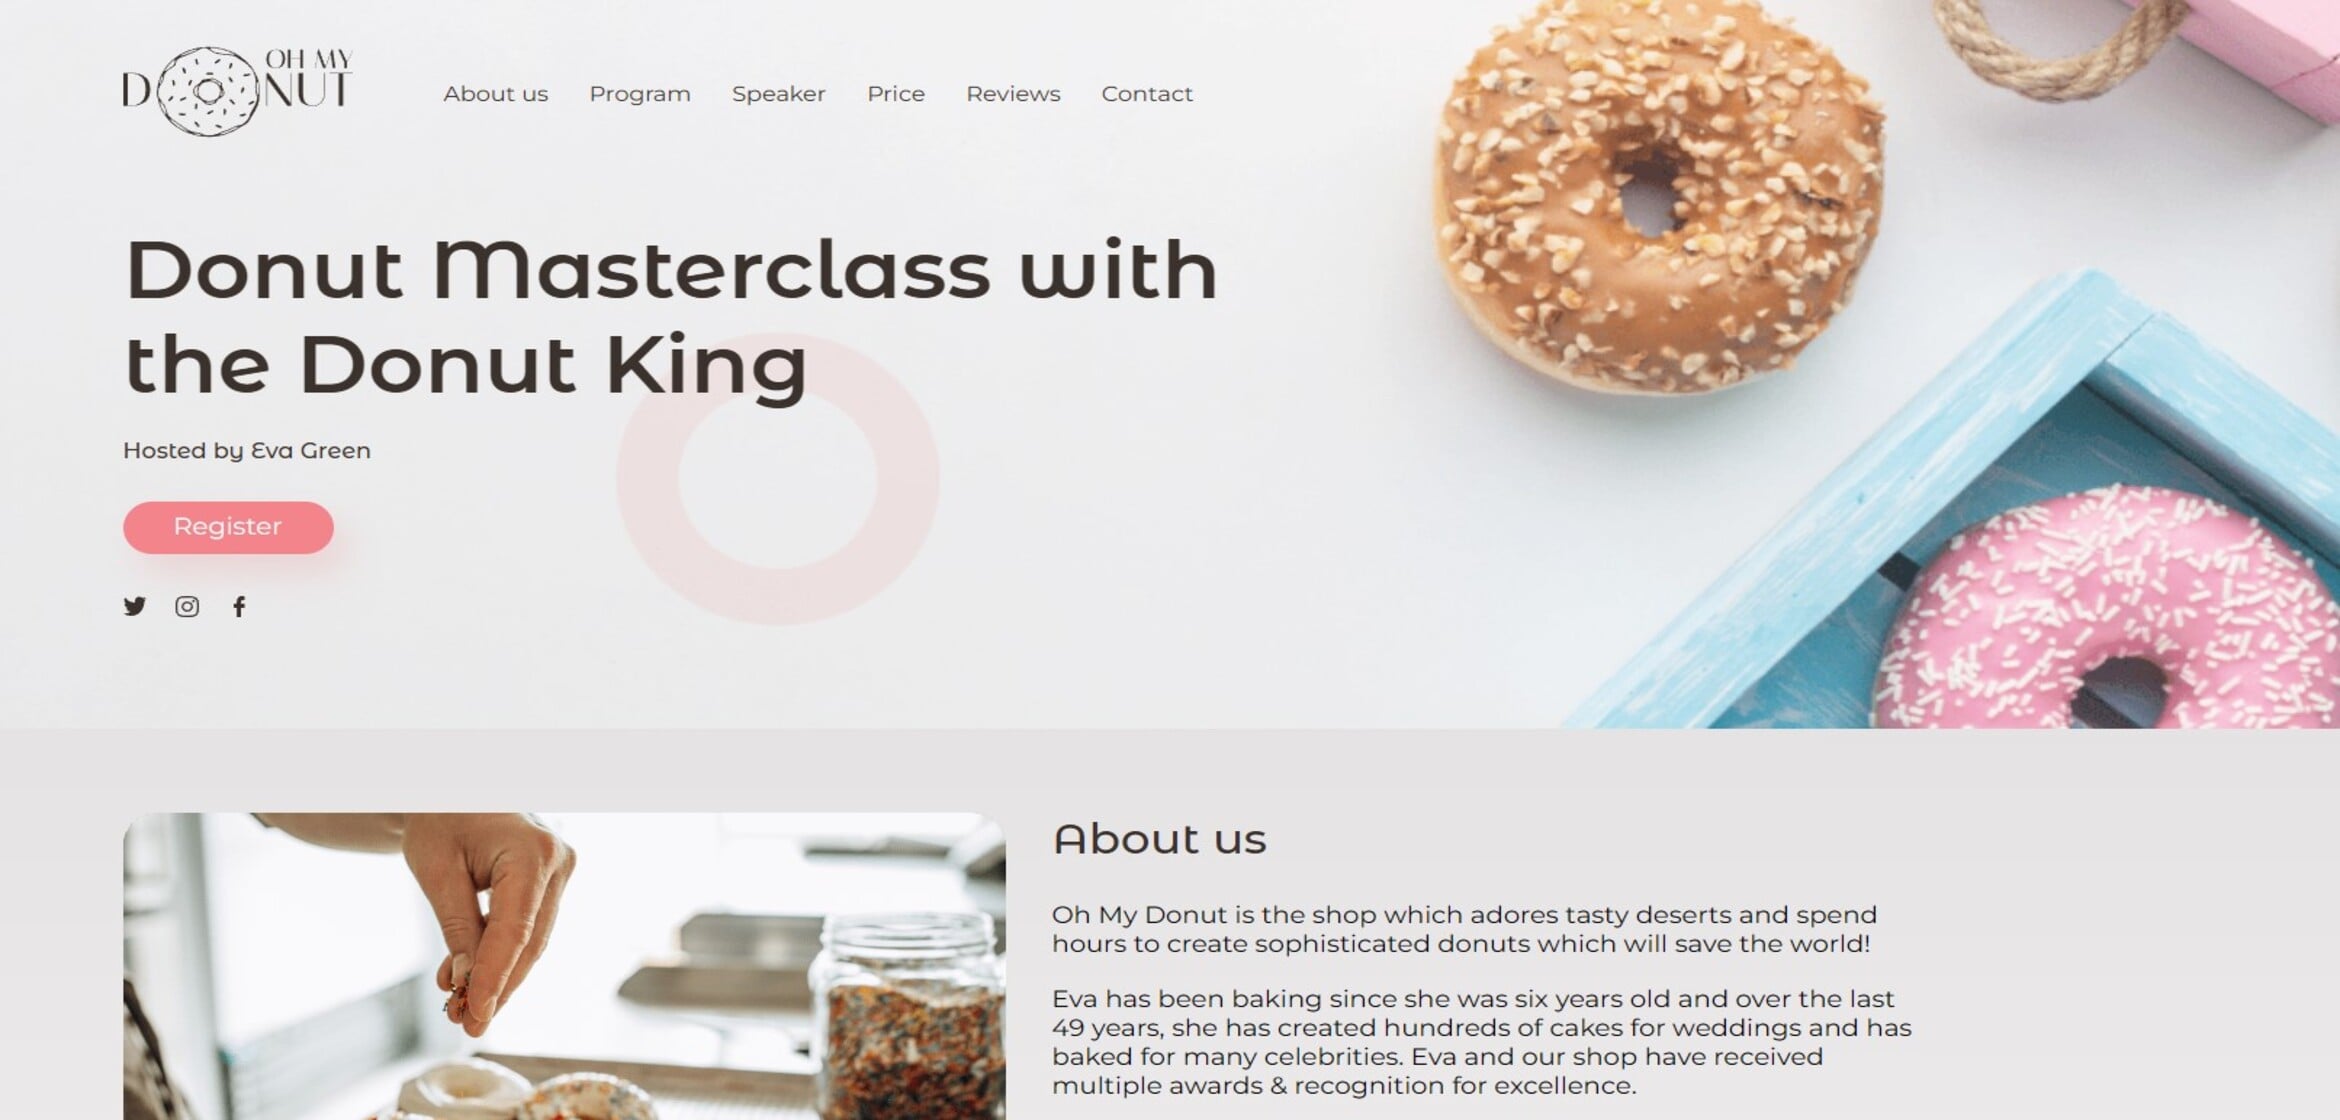 OH MY
DONUT
About us Program Speaker Price Reviews Contact
Donut Masterclass with
the Donut King
Hosted by Eva Green
Register
About us
Oh My Donut is the shop which adores tasty deserts and spend
hours to create sophisticated donuts which will save the world!
Eva has been baking since she was six years old and over the last
49 years, she has created hundreds of cakes for weddings and has
baked for many celebrities. Eva and our shop have received
multiple awards & recognition for excellence.